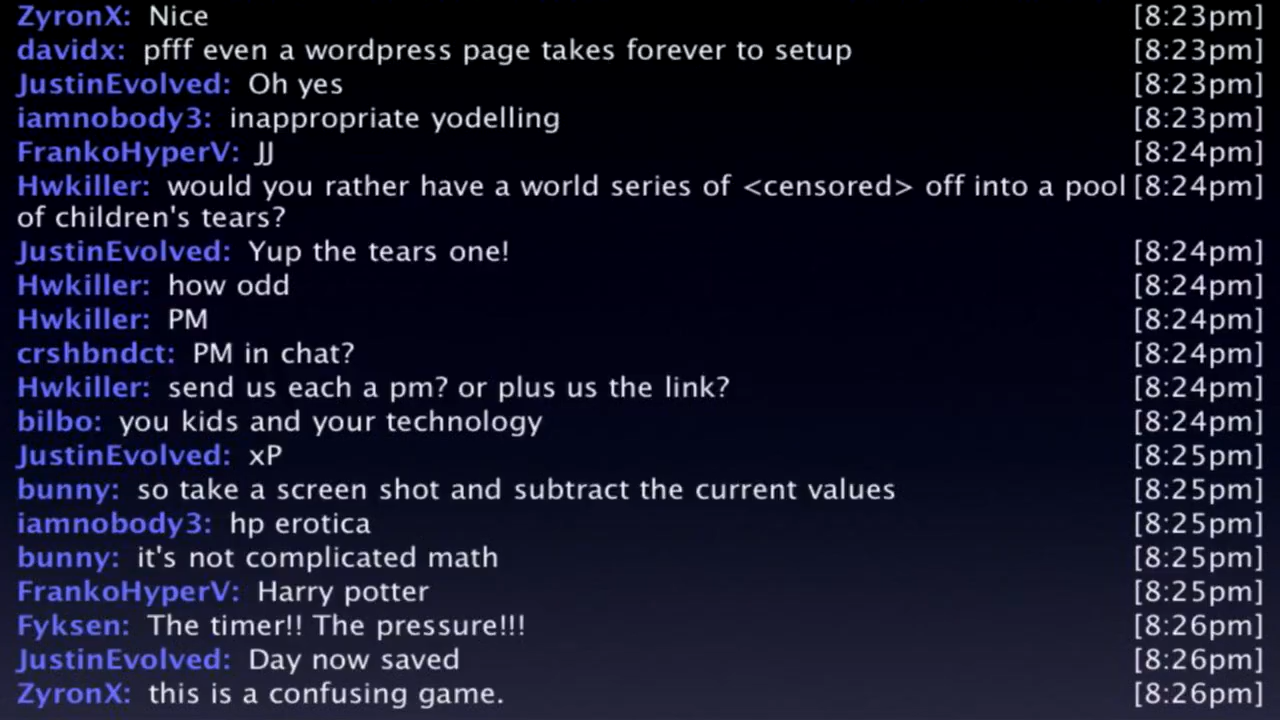 ZyronX: Nice [8:23pm]
davidx: pfff even a wordpress page takes forever to setup [8:23pm]
JustinEvolved: Oh yes [8:23pm]
iamnobody3: inappropriate yodelling [8:23pm]
FrankoHyperV: JJ [8:24pm]
Hwkiller: would you rather have a world series of <censored> off into a pool [8:24pm]
of children's tears?
JustinEvolved: Yup the tears one! [8:24pm]
Hwkiller: how odd [8:24pm]
Hwkiller: PM [8:24pm]
crshbndct: PM in chat? [8:24pm]
Hwkiller: send us each a pm? or plus us the link? [8:24pm]
bilbo: you kids and your technology [8:24pm]
JustinEvolved: xP [8:25pm]
bunny: so take a screen shot and subtract the current values [8:25pm]
iamnobody3: hp erotica [8:25pm]
bunny: it's not complicated math [8:25pm]
FrankoHyperV: Harry potter [8:25pm]
Fyksen: The timer!! The pressure!!! [8:26pm]
JustinEvolved: Day now saved [8:26pm]
ZyronX: this is a confusing game. [8:26pm]